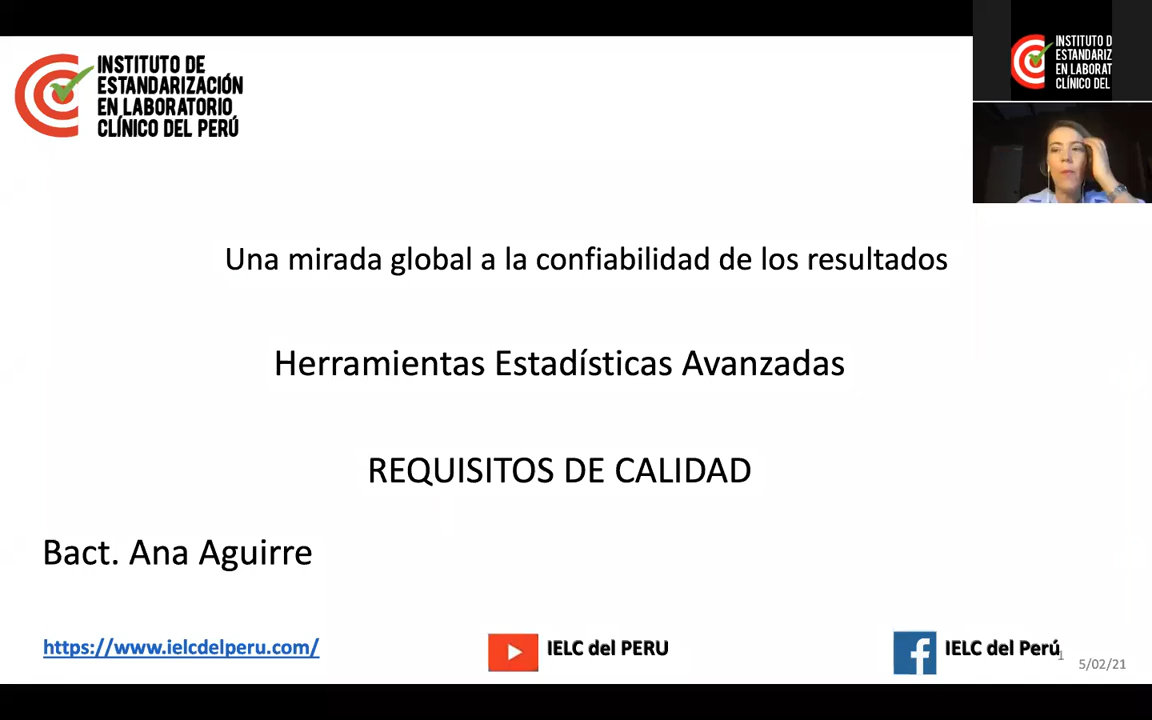 INSTITUTO DE
ESTANDARIZACIÓN
EN LABORATORIO
CLÍNICO DEL PERÚ
INSTITUTO D
ESTANDARIZ
EN LABORAT
CLÍNICO DEL
Una mirada global a la confiabilidad de los resultados
Herramientas Estadísticas Avanzadas
REQUISITOS DE CALIDAD
Bact. Ana Aguirre
https://www.ielcdelperu.com/
IELC del PERU
IELC del Perú
1
5/02/21